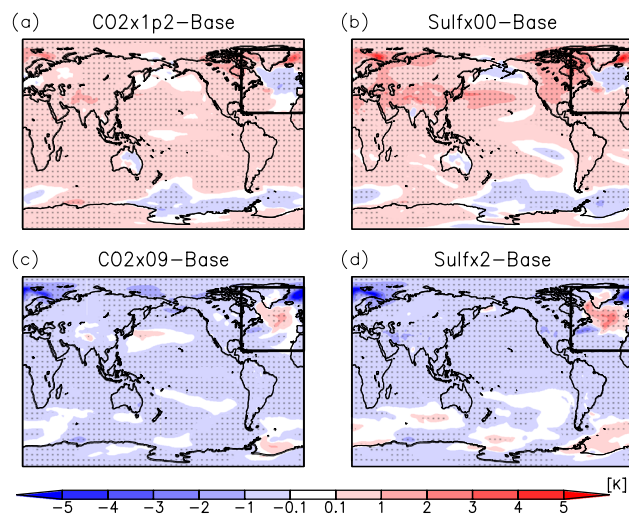 (a) CO2x1p2-Base
(b) Sulfx00-Base
(c) CO2x09-Base
(d) Sulfx2-Base
[K]
-5 -4 -3 -2 -1 -0.1 0.1 1 2 3 4 5